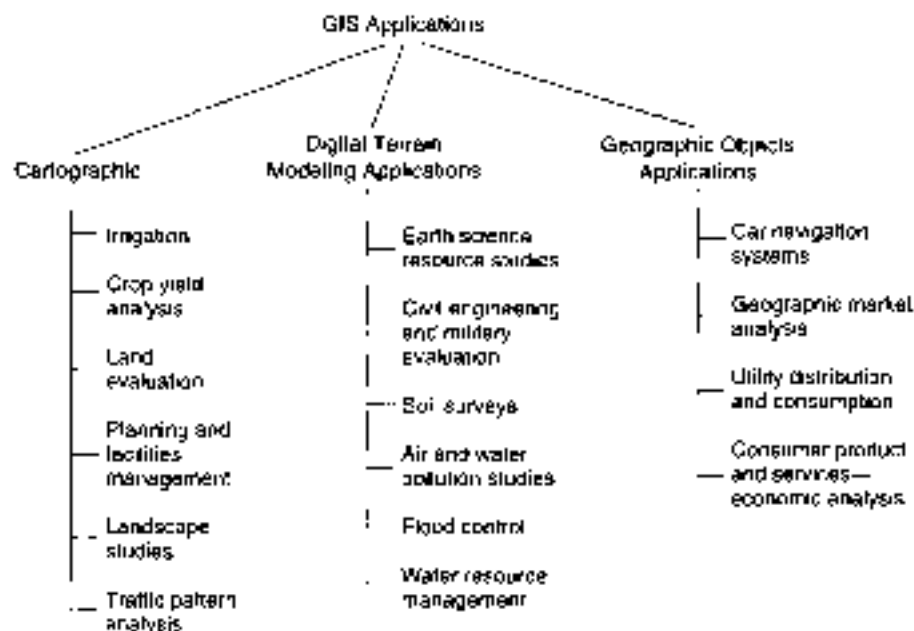 GIS Applications
Cartographic
Irrigation
Crop yield
analysis
Land
evaluation
Planning and
facilities
management
Landscape
studies
Traffic pattern
analysis
Digital Terrain
Modeling Applications
Earth science
resource studies
Civil engineering
and military
evaluation
Soil surveys
Air and water
pollution studies
Flood control
Water resource
management
Geographic Objects
Applications
Car navigation
systems
Geographic market
analysis
Utility distribution
and consumption
Consumer product
and services—
economic analysis